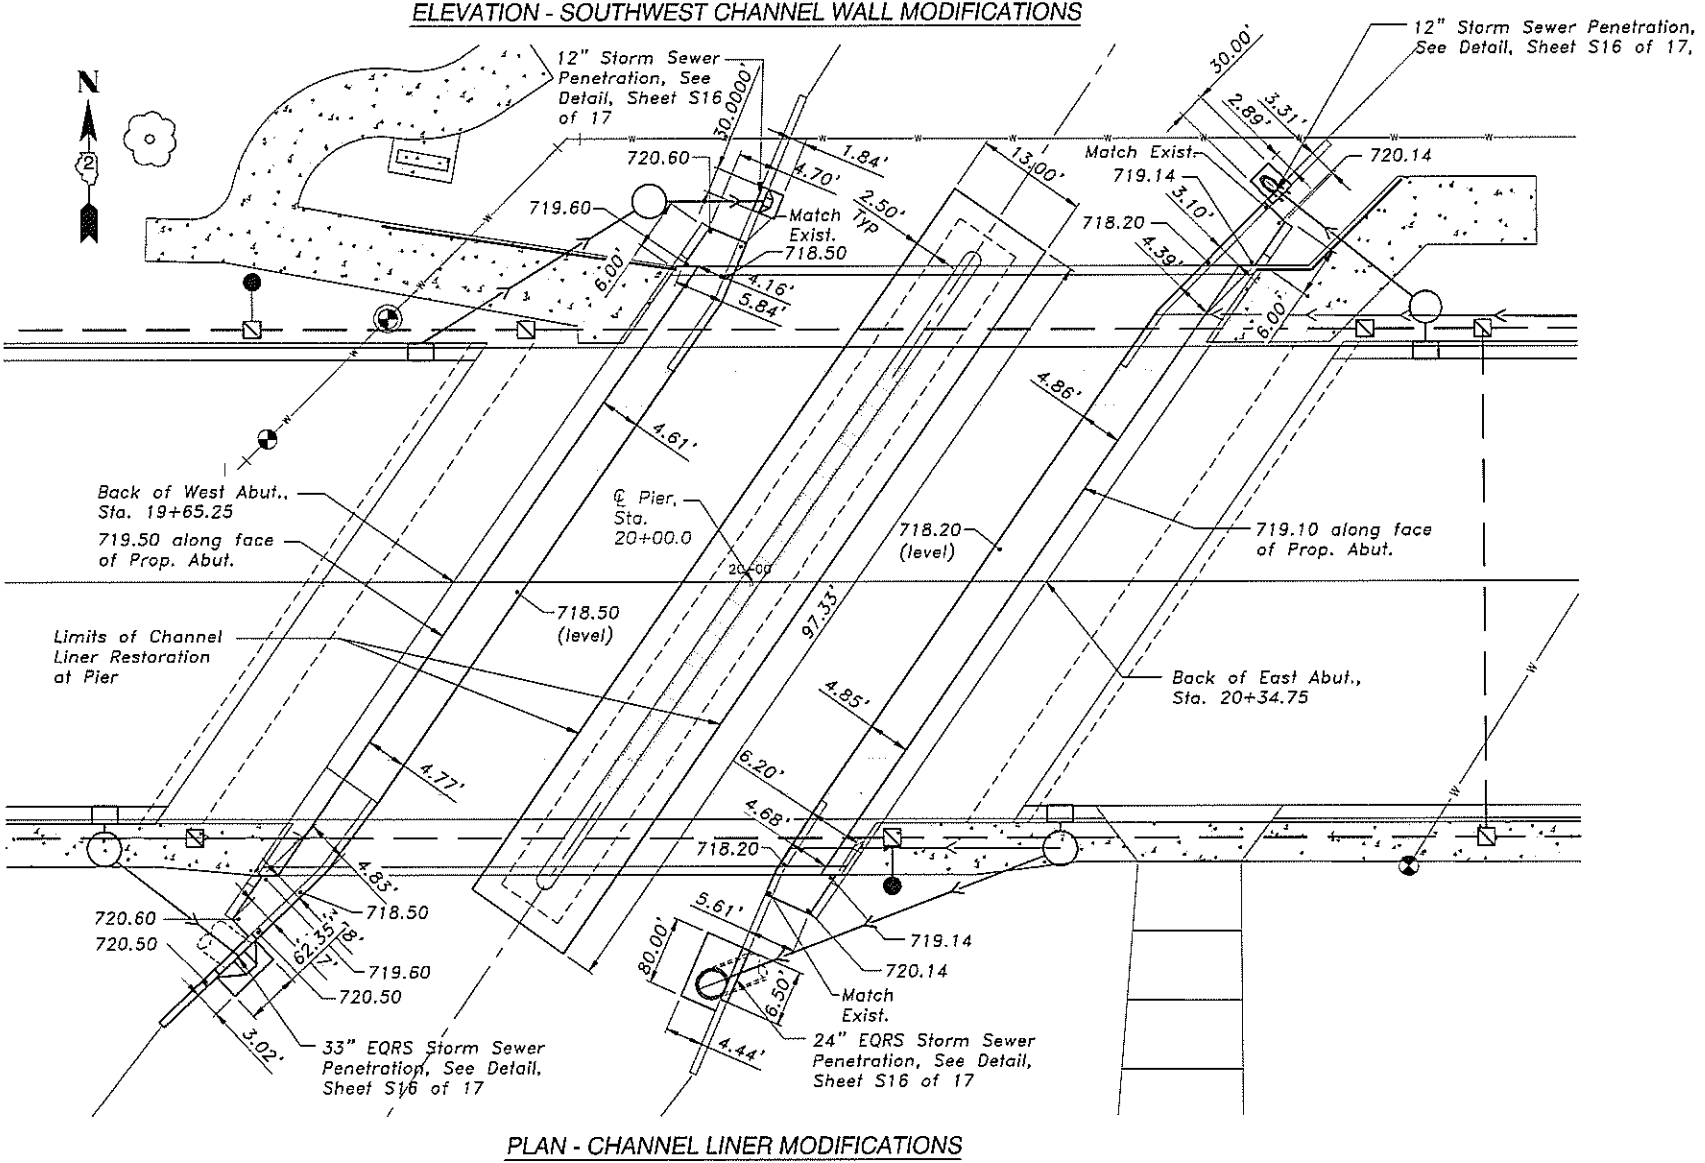 ELEVATION - SOUTHWEST CHANNEL WALL MODIFICATIONS
12" Storm Sewer
Penetration, See
Detail, Sheet S16
of 17
12" Storm Sewer Penetration,
See Detail, Sheet S16 of 17,
N
2
30.0000'
30.00'
2.89'
3.31'
720.60
1.84'
4.70'
2.50'
Typ
13.00'
Match Exist.
720.14
719.14
3.10'
719.60
Match
Exist.
718.50
718.20
4.39'
6.00'
4.16'
5.84'
6.00'
W
W
W
W
W
W
W
W
W
4.61'
4.86'
Back of West Abut.,
Sta. 19+65.25
719.50 along face
of Prop. Abut.
℄ Pier,
Sta.
20+00.0
20+00
718.20
(level)
719.10 along face
of Prop. Abut.
718.50
(level)
97.33'
Limits of Channel
Liner Restoration
at Pier
Back of East Abut.,
Sta. 20+34.75
W
W
4.85'
4.77'
6.20'
4.68'
718.20
4.83'
718.50
720.60
720.50
62.35'
719.60
720.50
3.02'
5.61'
80.00'
719.14
720.14
6.50'
Match
Exist.
4.44'
33" EQRS Storm Sewer
Penetration, See Detail,
Sheet S16 of 17
24" EQRS Storm Sewer
Penetration, See Detail,
Sheet S16 of 17
PLAN - CHANNEL LINER MODIFICATIONS